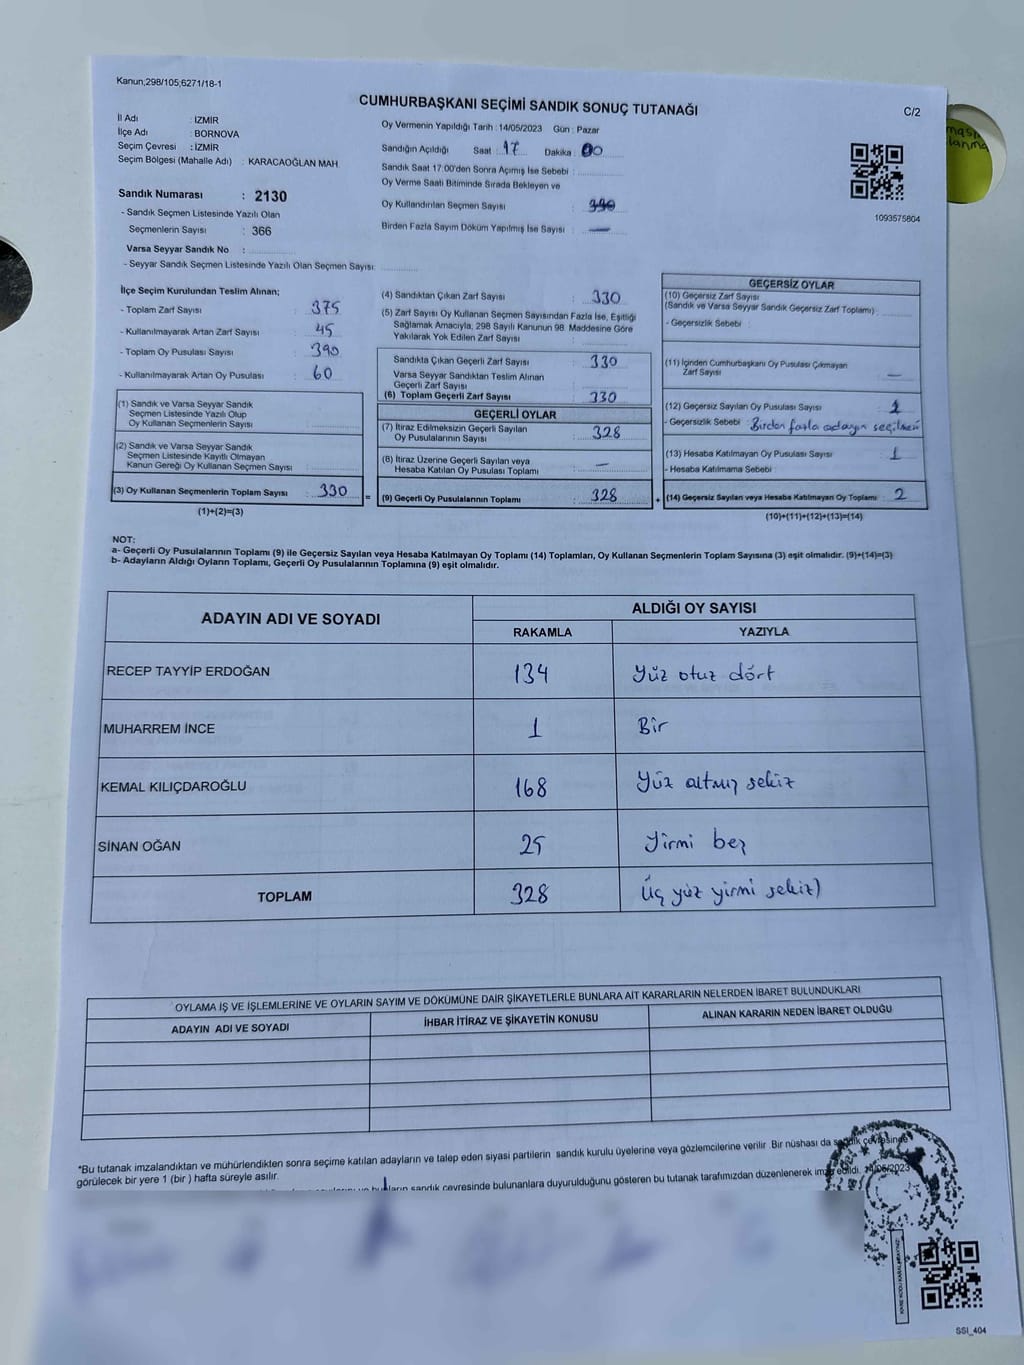 Kanun;298/105;6271/18-1
CUMHURBAŞKANI SEÇİMİ SANDIK SONUÇ TUTANAĞI
C/2
İl Adı : İZMİR
İlçe Adı : BORNOVA
Seçim Çevresi : İZMİR
Seçim Bölgesi (Mahalle Adı) : KARACAOĞLAN MAH
Sandık Numarası : 2130
- Sandık Seçmen Listesinde Yazılı Olan
Seçmenlerin Sayısı : 366
Varsa Seyyar Sandık No :
- Seyyar Sandık Seçmen Listesinde Yazılı Olan Seçmen Sayısı:
Oy Vermenin Yapıldığı Tarih : 14/05/2023 Gün : Pazar
Sandığın Açıldığı Saat : 17 Dakika : 00
Sandık Saat 17:00'den Sonra Açımış İse Sebebi :
Oy Verme Saati Bitiminde Sırada Bekleyen ve
Oy Kullandırılan Seçmen Sayısı :
Birden Fazla Sayım Döküm Yapılmış İse Sayısı : —
1093575804
İlçe Seçim Kurulundan Teslim Alınan;
- Toplam Zarf Sayısı : 375
- Kullanılmayarak Artan Zarf Sayısı : 45
- Toplam Oy Pusulası Sayısı : 390
- Kullanılmayarak Artan Oy Pusulası : 60
(1) Sandık ve Varsa Seyyar Sandık
Seçmen Listesinde Yazılı Olup
Oy Kullanan Seçmenlerin Sayısı :
(2) Sandık ve Varsa Seyyar Sandık
Seçmen Listesinde Kayıtlı Olmayan
Kanun Gereği Oy Kullanan Seçmen Sayısı :
(3) Oy Kullanan Seçmenlerin Toplam Sayısı : 330 =
(1)+(2)=(3)
(4) Sandıktan Çıkan Zarf Sayısı : 330
(5) Zarf Sayısı Oy Kullanan Seçmen Sayısından Fazla İse, Eşitliği
Sağlamak Amacıyla; 298 Sayılı Kanunun 98. Maddesine Göre
Yakılarak Yok Edilen Zarf Sayısı :
Sandıkta Çıkan Geçerli Zarf Sayısı : 330
Varsa Seyyar Sandıktan Teslim Alınan
Geçerli Zarf Sayısı :
(6) Toplam Geçerli Zarf Sayısı : 330
GEÇERLİ OYLAR
(7) İtiraz Edilmeksizin Geçerli Sayılan
Oy Pusulalarının Sayısı : 328
(8) İtiraz Üzerine Geçerli Sayılan veya
Hesaba Katılan Oy Pusulası Toplamı : —
(9) Geçerli Oy Pusulalarının Toplamı : 328 +
GEÇERSİZ OYLAR
(10) Geçersiz Zarf Sayısı
(Sandık ve Varsa Seyyar Sandık Geçersiz Zarf Toplamı) :
- Geçersizlik Sebebi :
(11) İçinden Cumhurbaşkanı Oy Pusulası Çıkmayan
Zarf Sayısı : —
(12) Geçersiz Sayılan Oy Pusulası Sayısı : 1
- Geçersizlik Sebebi : Birden fazla adayın seçilmesi
(13) Hesaba Katılmayan Oy Pusulası Sayısı : 1
- Hesaba Katılmama Sebebi :
(14) Geçersiz Sayılan veya Hesaba Katılmayan Oy Toplamı : 2
(10)+(11)+(12)+(13)=(14)
NOT:
a- Geçerli Oy Pusulalarının Toplamı (9) ile Geçersiz Sayılan veya Hesaba Katılmayan Oy Toplamı (14) Toplamları, Oy Kullanan Seçmenlerin Toplam Sayısına (3) eşit olmalıdır. (9)+(14)=(3)
b- Adayların Aldığı Oyların Toplamı, Geçerli Oy Pusulalarının Toplamına (9) eşit olmalıdır.
ADAYIN ADI VE SOYADI
ALDIĞI OY SAYISI
RAKAMLA YAZIYLA
RECEP TAYYİP ERDOĞAN 134 Yüz otuz dört
MUHARREM İNCE 1 Bir
KEMAL KILIÇDAROĞLU 168 Yüz altmış sekiz
SİNAN OĞAN 25 Yirmi beş
TOPLAM 328 Üç yüz yirmi sekiz)
OYLAMA İŞ VE İŞLEMLERİNE VE OYLARIN SAYIM VE DÖKÜMÜNE DAİR ŞİKAYETLERLE BUNLARA AİT KARARLARIN NELERDEN İBARET BULUNDUKLARI
ADAYIN ADI VE SOYADI İHBAR İTİRAZ VE ŞİKAYETİN KONUSU ALINAN KARARIN NEDEN İBARET OLDUĞU
*Bu tutanak imzalandıktan ve mühürlendikten sonra seçime katılan adayların ve talep eden siyasi partilerin sandık kurulu üyelerine veya gözlemcilerine verilir. Bir nüshası da sandık çevresinde
görülecek bir yere 1 (bir ) hafta süreyle asılır.
sandık çevresinde bulunanlara duyurulduğunu gösteren bu tutanak tarafımızdan düzenlenerek imza edildi. 14/05/2023
SSİ_404